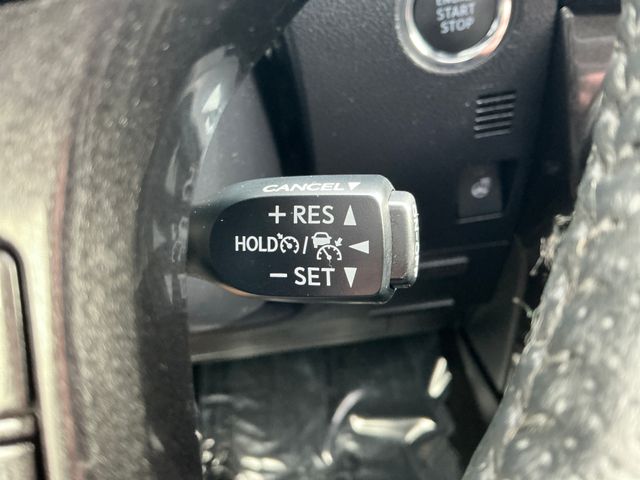 START
STOP
CANCEL
+ RES
HOLD /
- SET